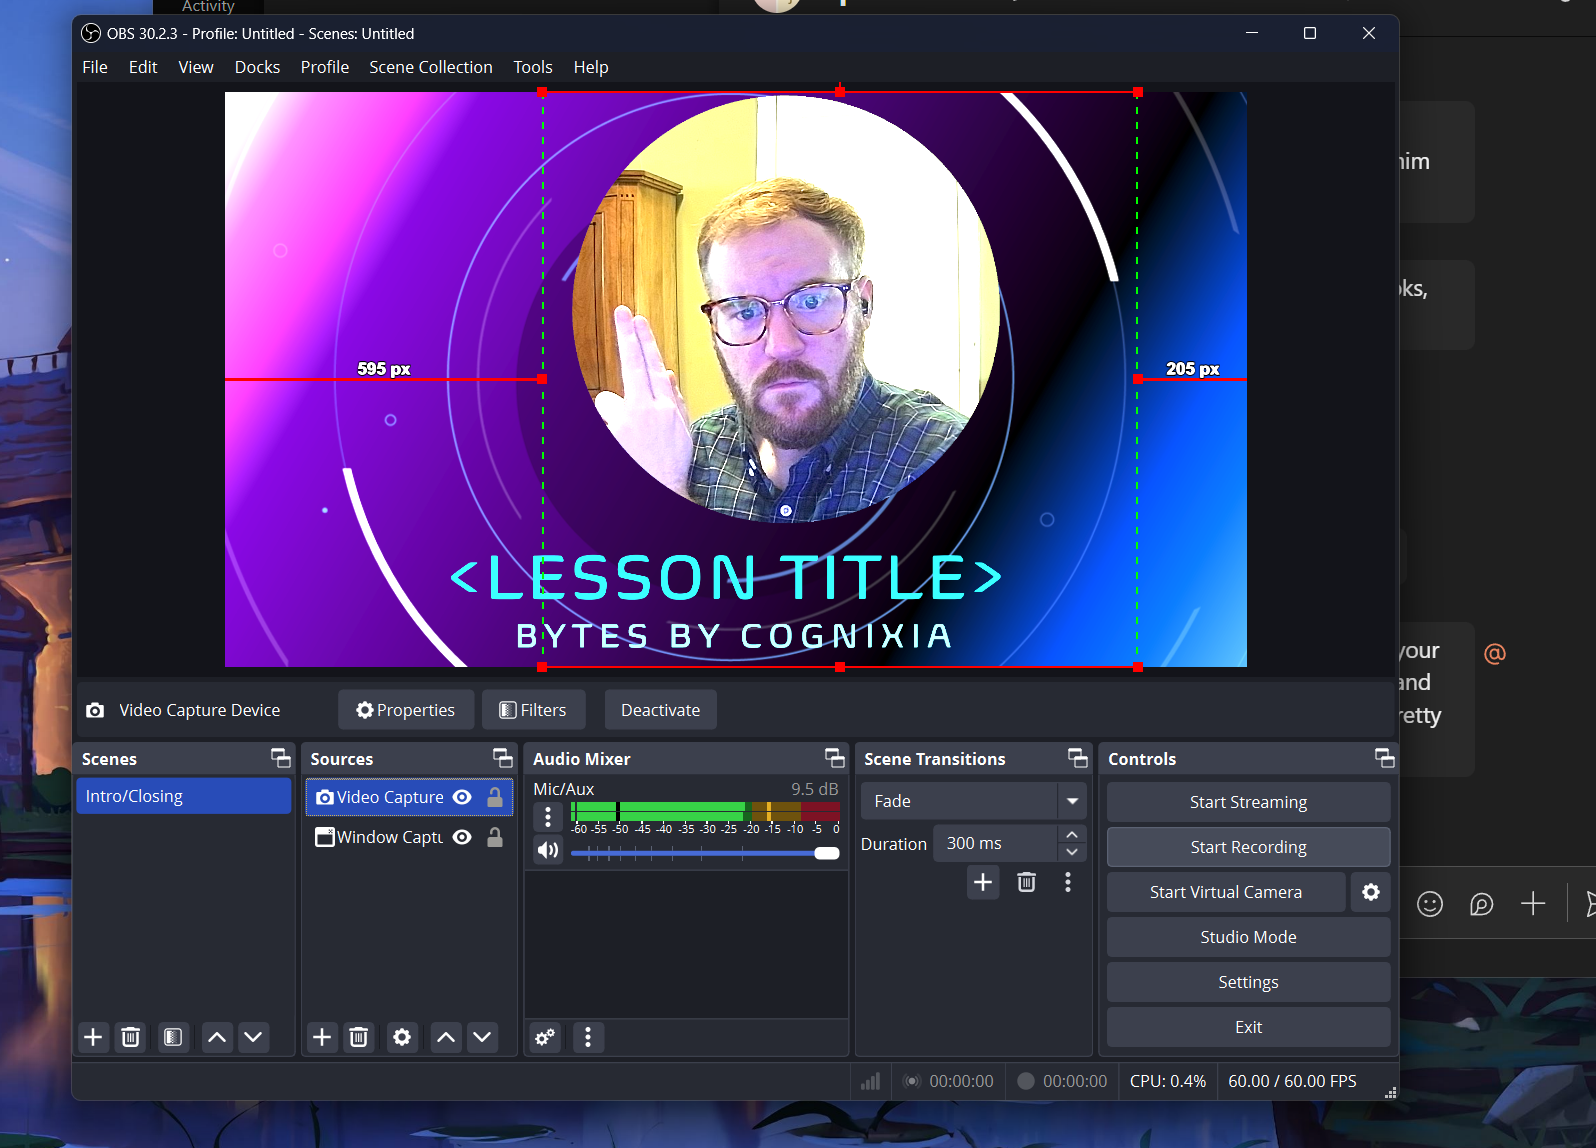 Activity
OBS 30.2.3 - Profile: Untitled - Scenes: Untitled
File Edit View Docks Profile Scene Collection Tools Help
him
oks,
595 px
205 px
<LESSON TITLE>
BYTES BY COGNIXIA
your
@
and
retty
Video Capture Device
Properties
Filters
Deactivate
Scenes
Intro/Closing
Sources
Video Capture
Window Captu
Audio Mixer
Mic/Aux
9.5 dB
-60 -55 -50 -45 -40 -35 -30 -25 -20 -15 -10 -5 0
Scene Transitions
Fade
Duration 300 ms
Controls
Start Streaming
Start Recording
Start Virtual Camera
Studio Mode
Settings
Exit
00:00:00
00:00:00
CPU: 0.4%
60.00 / 60.00 FPS